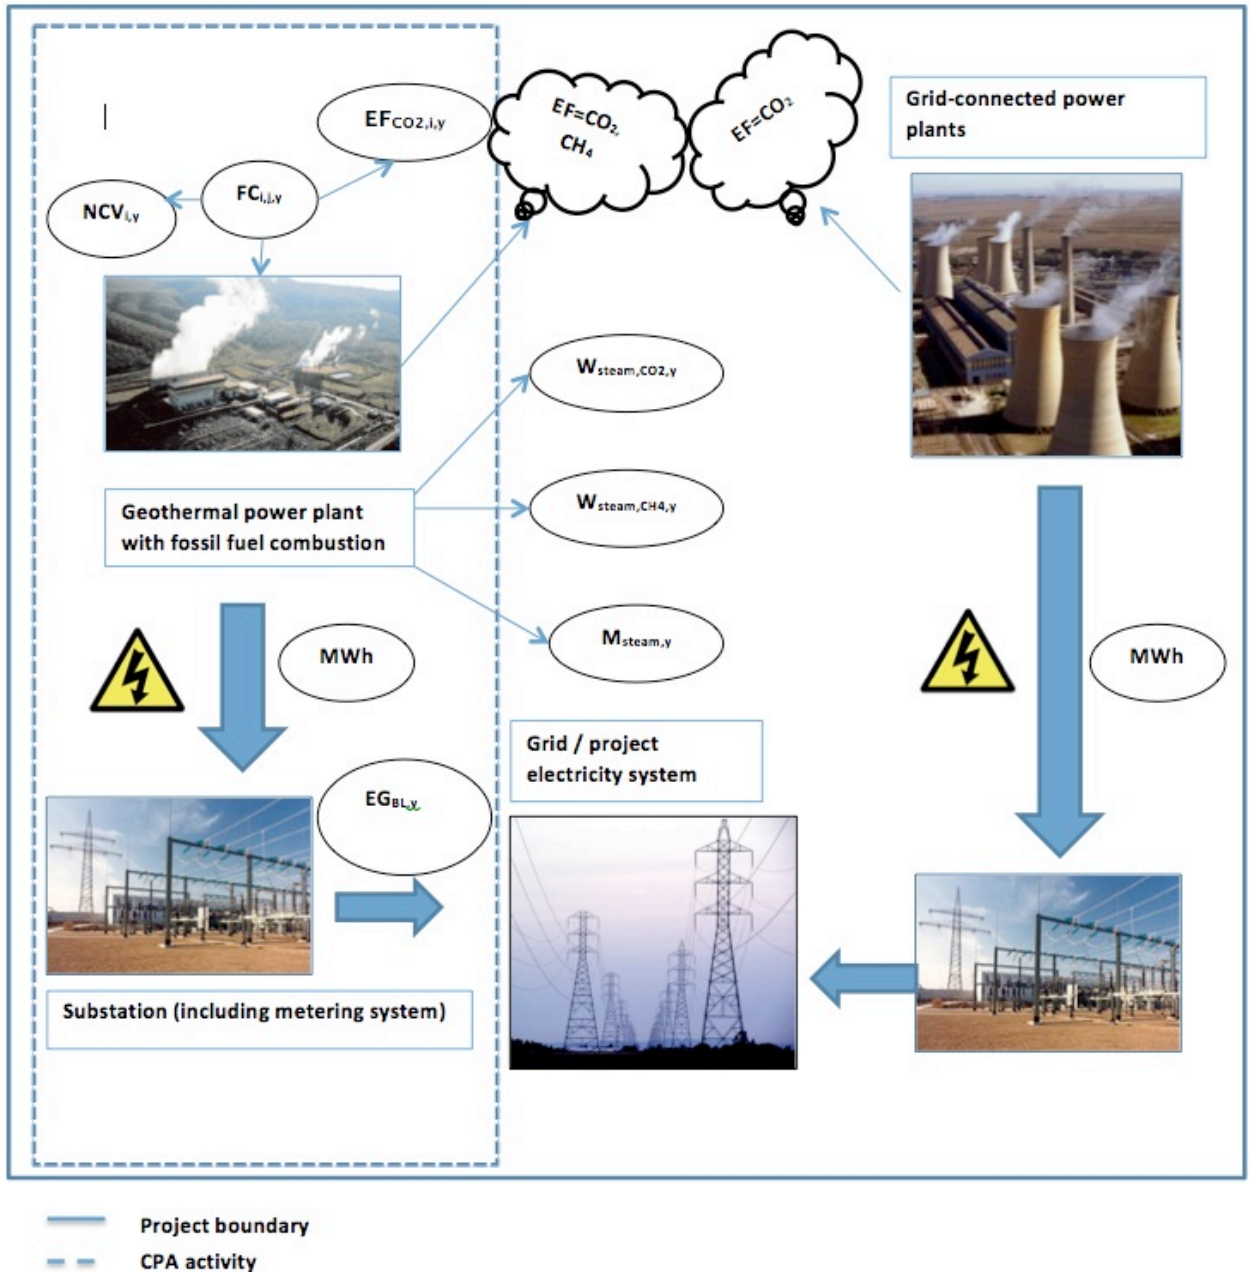 EFCO2,i,y
EF=CO2,
CH4
EF=CO2
Grid-connected power
plants
NCVi,y
FCi,j,y
Wsteam,CO2,y
Wsteam,CH4,y
Geothermal power plant
with fossil fuel combustion
Msteam,y
MWh
MWh
Grid / project
electricity system
EGBL,y
Substation (including metering system)
Project boundary
CPA activity